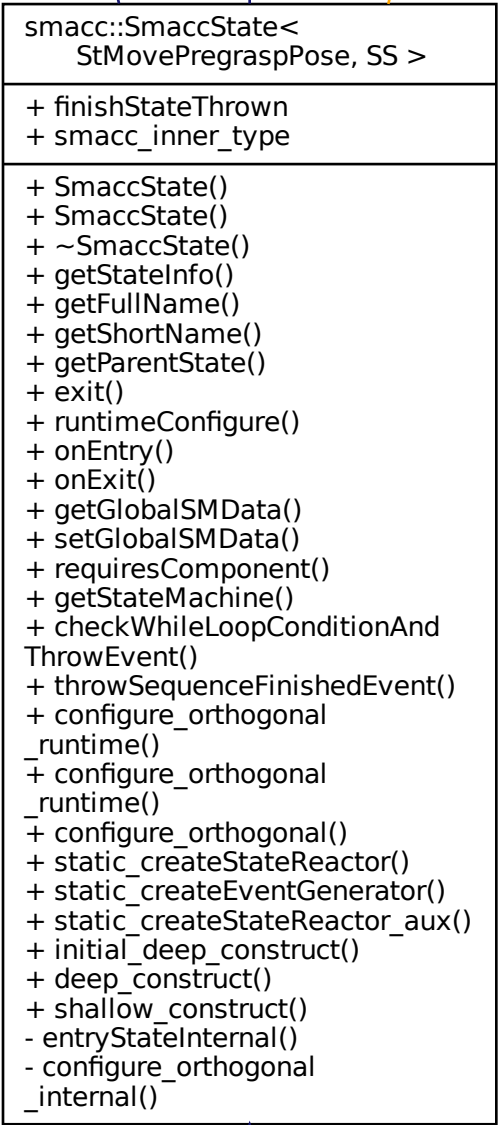 smacc::SmaccState<
StMovePregraspPose, SS >
+ finishStateThrown
+ smacc_inner_type
+ SmaccState()
+ SmaccState()
+ ~SmaccState()
+ getStateInfo()
+ getFullName()
+ getShortName()
+ getParentState()
+ exit()
+ runtimeConfigure()
+ onEntry()
+ onExit()
+ getGlobalSMData()
+ setGlobalSMData()
+ requiresComponent()
+ getStateMachine()
+ checkWhileLoopConditionAnd
ThrowEvent()
+ throwSequenceFinishedEvent()
+ configure_orthogonal
_runtime()
+ configure_orthogonal
_runtime()
+ configure_orthogonal()
+ static_createStateReactor()
+ static_createEventGenerator()
+ static_createStateReactor_aux()
+ initial_deep_construct()
+ deep_construct()
+ shallow_construct()
- entryStateInternal()
- configure_orthogonal
_internal()